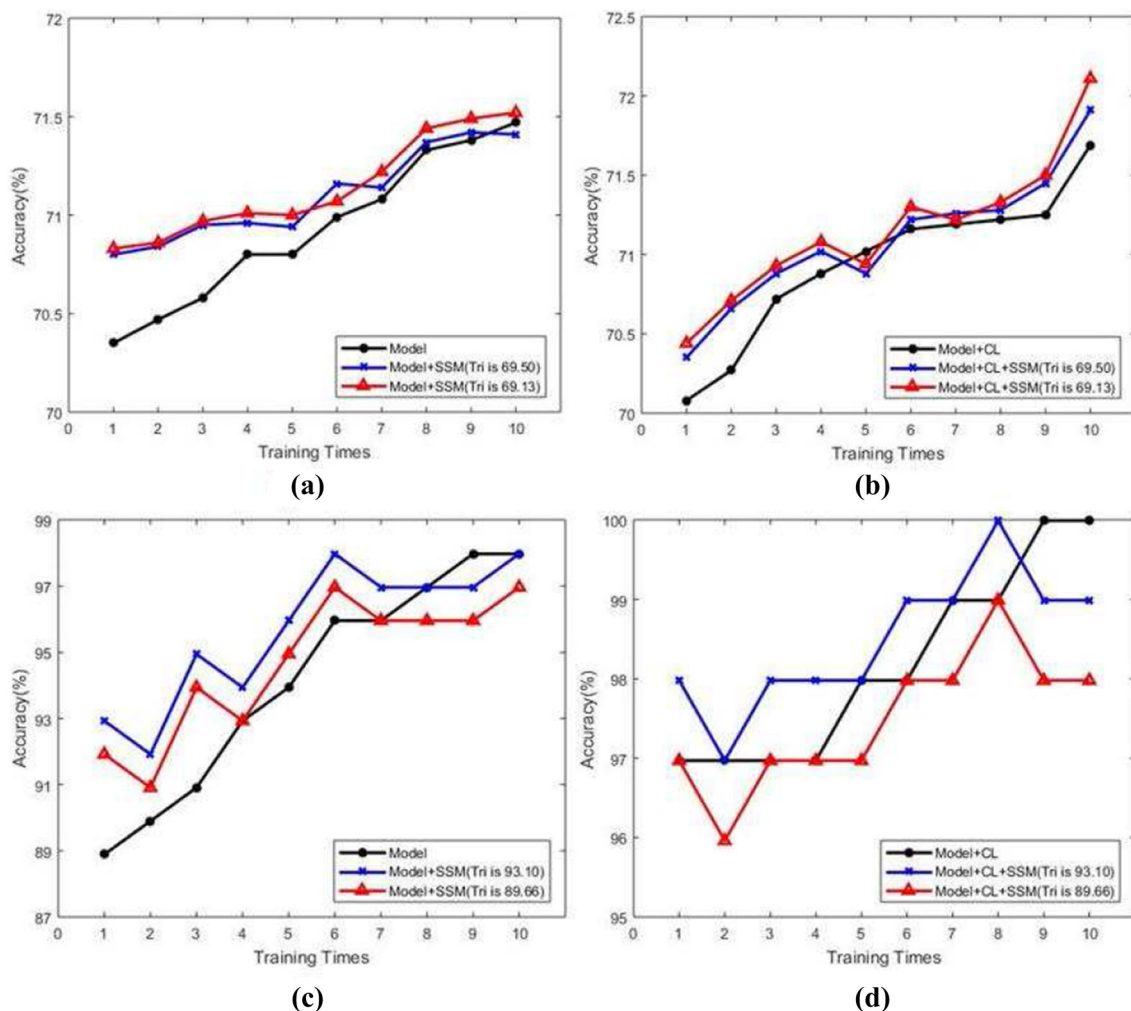 72
71.5
71
70.5
70
Accuracy(%)
0 1 2 3 4 5 6 7 8 9 10
Training Times
Model
Model+SSM(Tri is 69.50)
Model+SSM(Tri is 69.13)
(a)
72.5
72
71.5
71
70.5
70
Accuracy(%)
0 1 2 3 4 5 6 7 8 9 10
Training Times
Model+CL
Model+CL+SSM(Tri is 69.50)
Model+CL+SSM(Tri is 69.13)
(b)
99
97
95
93
91
89
87
Accuracy(%)
0 1 2 3 4 5 6 7 8 9 10
Training Times
Model
Model+SSM(Tri is 93.10)
Model+SSM(Tri is 89.66)
(c)
100
99
98
97
96
95
Accuracy(%)
0 1 2 3 4 5 6 7 8 9 10
Training Times
Model+CL
Model+CL+SSM(Tri is 93.10)
Model+CL+SSM(Tri is 89.66)
(d)